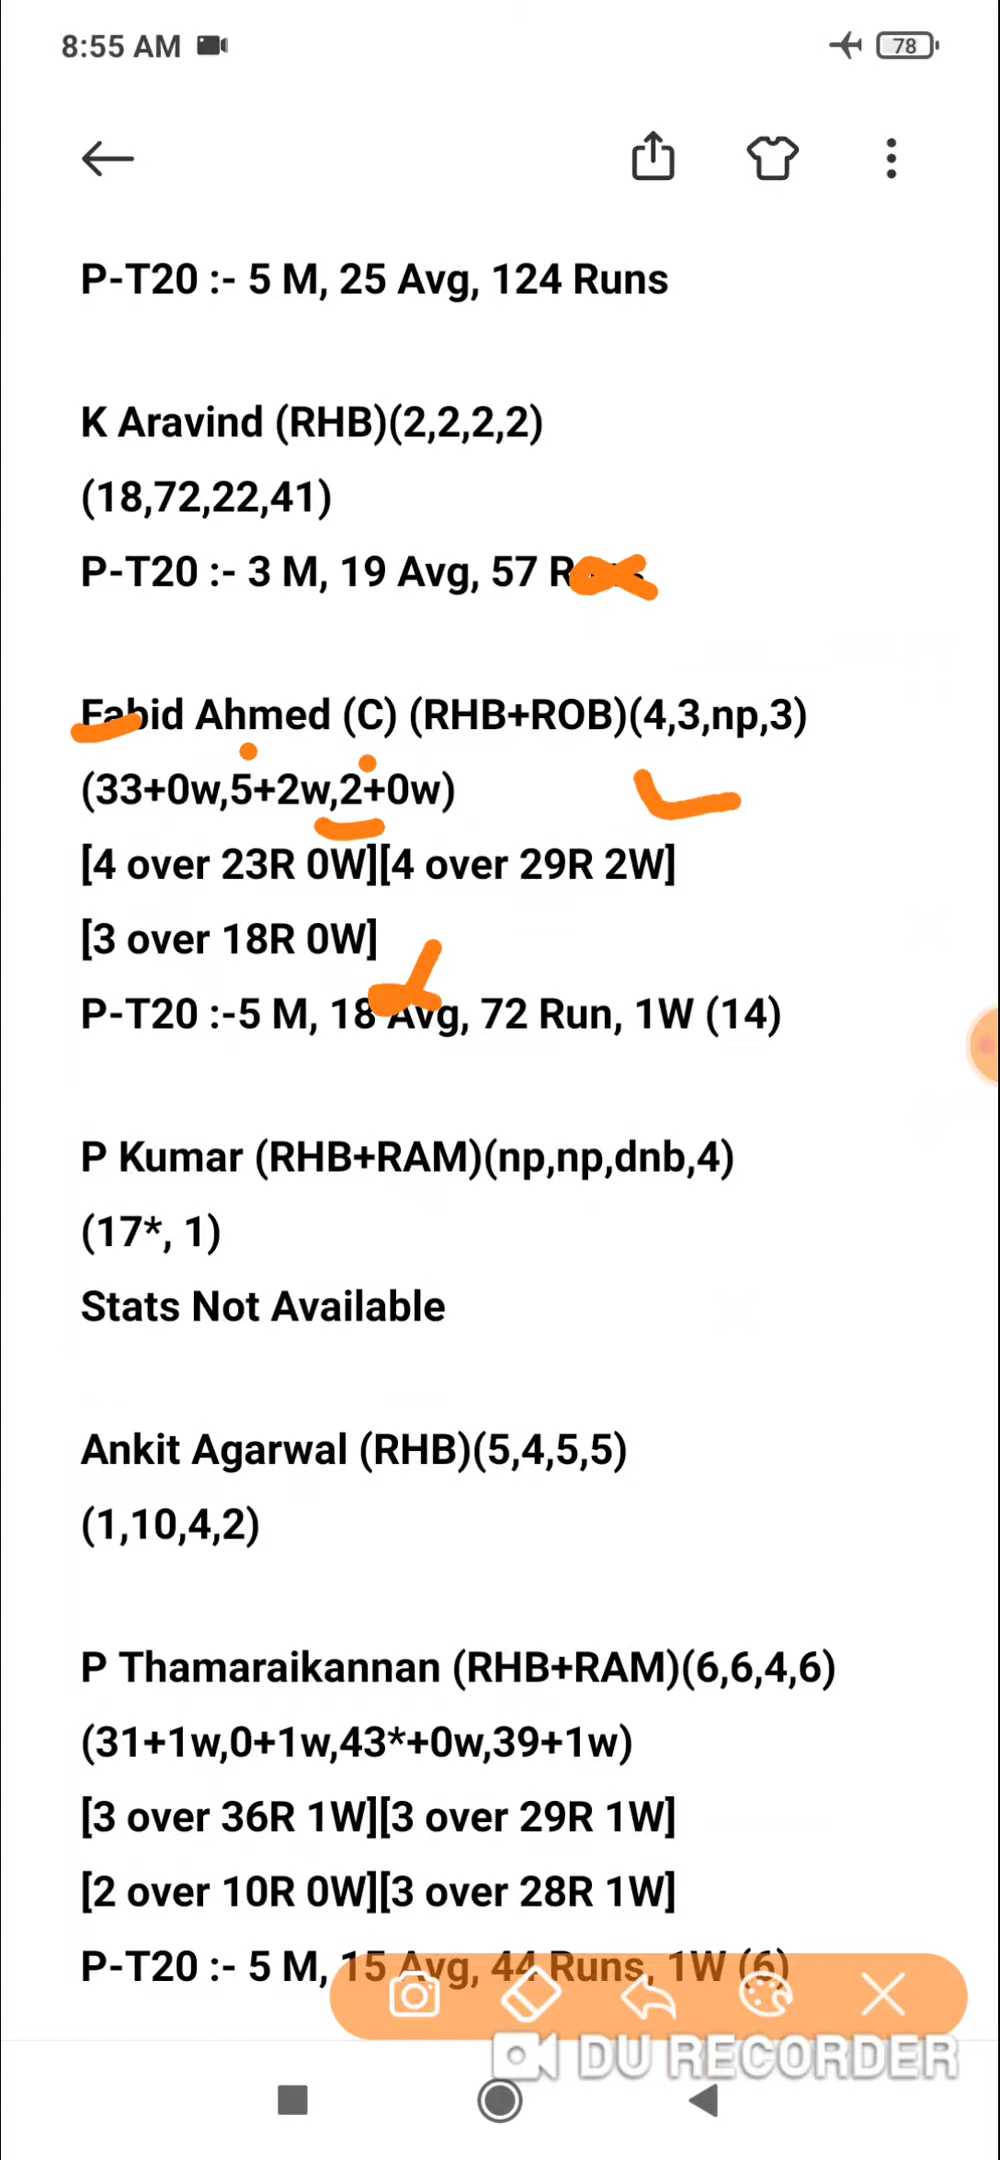 8:55 AM
78
P-T20 :- 5 M, 25 Avg, 124 Runs
K Aravind (RHB)(2,2,2,2)
(18,72,22,41)
P-T20 :- 3 M, 19 Avg, 57
Fabid Ahmed (C) (RHB+ROB)(4,3,np,3)
(33+0w,5+2w,2+0w)
[4 over 23R 0W][4 over 29R 2W]
[3 over 18R 0W]
P-T20 :-5 M, 18 Avg, 72 Run, 1W (14)
P Kumar (RHB+RAM)(np,np,dnb,4)
(17*, 1)
Stats Not Available
Ankit Agarwal (RHB)(5,4,5,5)
(1,10,4,2)
P Thamaraikannan (RHB+RAM)(6,6,4,6)
(31+1w,0+1w,43*+0w,39+1w)
[3 over 36R 1W][3 over 29R 1W]
[2 over 10R 0W][3 over 28R 1W]
P-T20 :- 5 M, 15 Avg, 44 Runs, 1W (6)
DU RECORDER